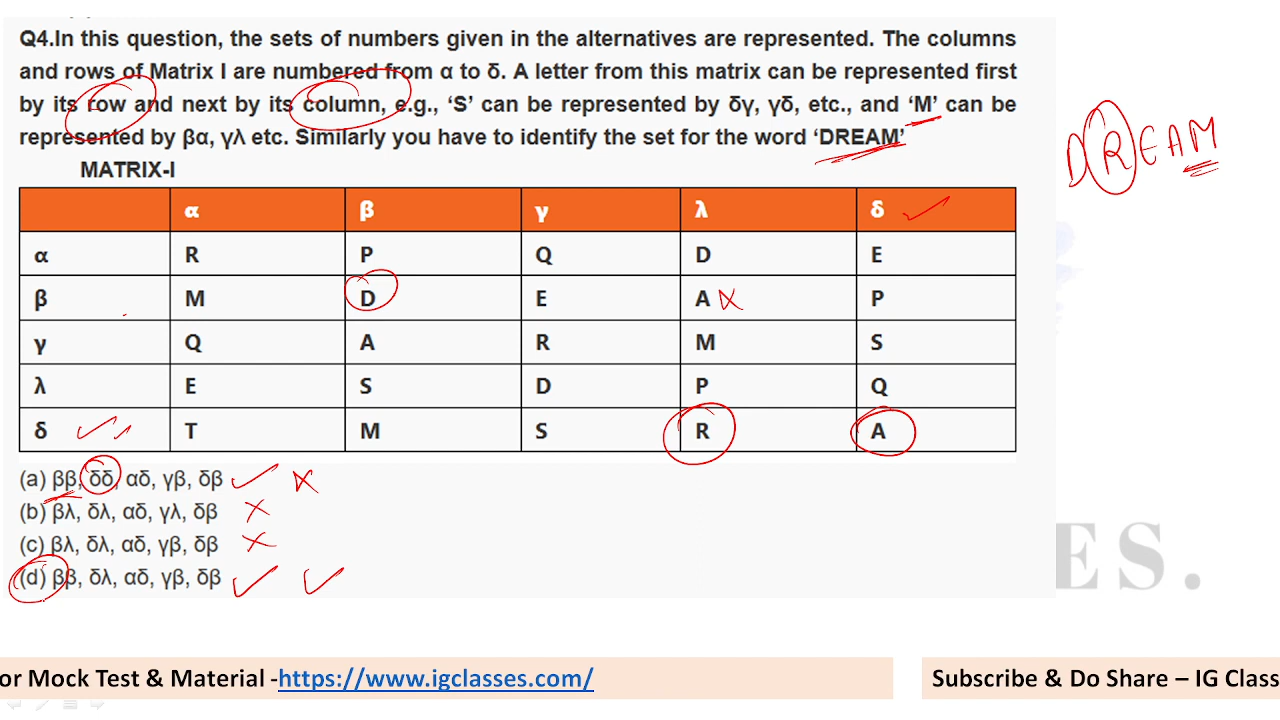 Q4.In this question, the sets of numbers given in the alternatives are represented. The columns
and rows of Matrix I are numbered from α to δ. A letter from this matrix can be represented first
by its row and next by its column, e.g., ‘S’ can be represented by δγ, γδ, etc., and ‘M’ can be
represented by βα, γλ etc. Similarly you have to identify the set for the word ‘DREAM’
DREAM
MATRIX-I
α β γ λ δ
α R P Q D E
β M D E A P
γ Q A R M S
λ E S D P Q
δ T M S R A
(a) ββ, δδ, αδ, γβ, δβ
(b) βλ, δλ, αδ, γλ, δβ
(c) βλ, δλ, αδ, γβ, δβ
(d) ββ, δλ, αδ, γβ, δβ
ES.
or Mock Test & Material -https://www.igclasses.com/
Subscribe & Do Share – IG Class